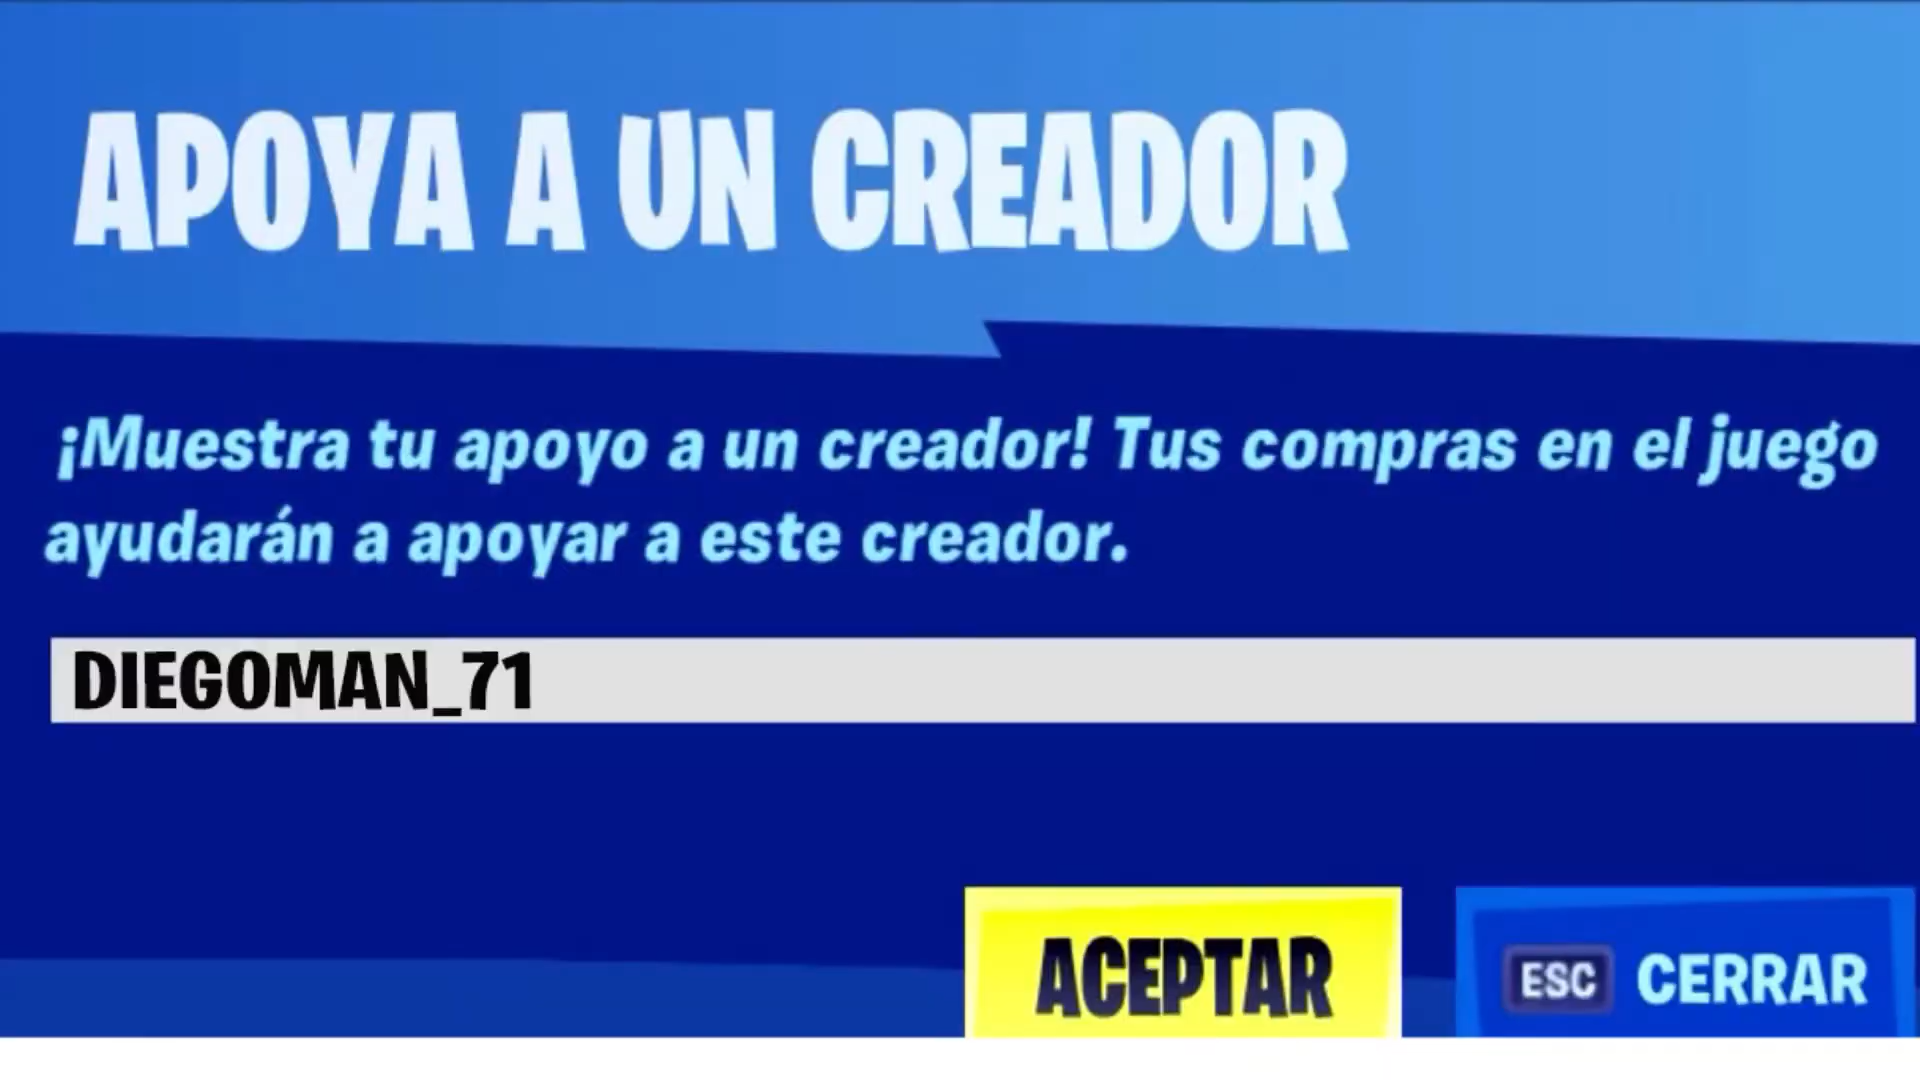 APOYA A UN CREADOR
¡Muestra tu apoyo a un creador! Tus compras en el juego
ayudarán a apoyar a este creador.
DIEGOMAN_71
ACEPTAR
ESC CERRAR